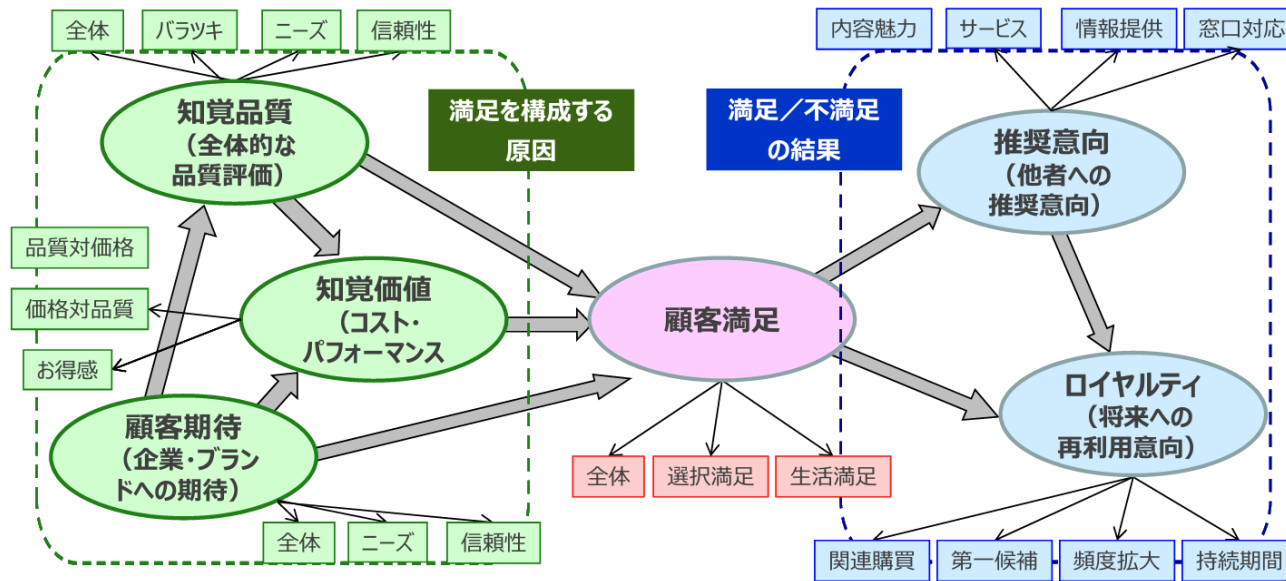 全体
バラツキ
ニーズ
信頼性
内容魅力
サービス
情報提供
窓口対応
知覚品質
（全体的な
品質評価）
満足を構成する
原因
満足／不満足
の結果
推奨意向
（他者への
推奨意向）
品質対価格
価格対品質
お得感
知覚価値
（コスト・
パフォーマンス
顧客満足
顧客期待
（企業・ブラン
ドへの期待）
ロイヤルティ
（将来への
再利用意向）
全体
選択満足
生活満足
全体
ニーズ
信頼性
関連購買
第一候補
頻度拡大
持続期間